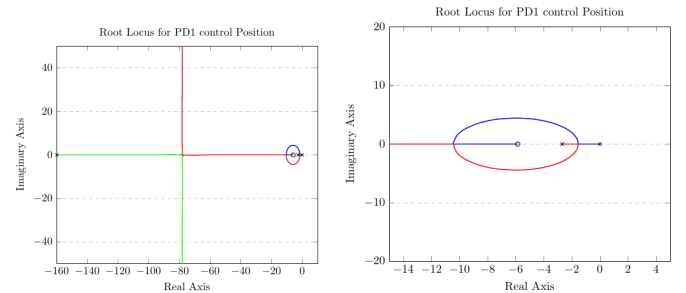 Root Locus for PD1 control Position
40
20
0
−20
−40
−160 −140 −120 −100 −80 −60 −40 −20 0
Real Axis
Imaginary Axis
Root Locus for PD1 control Position
20
10
0
−10
−20
−14 −12 −10 −8 −6 −4 −2 0 2 4
Real Axis
Imaginary Axis